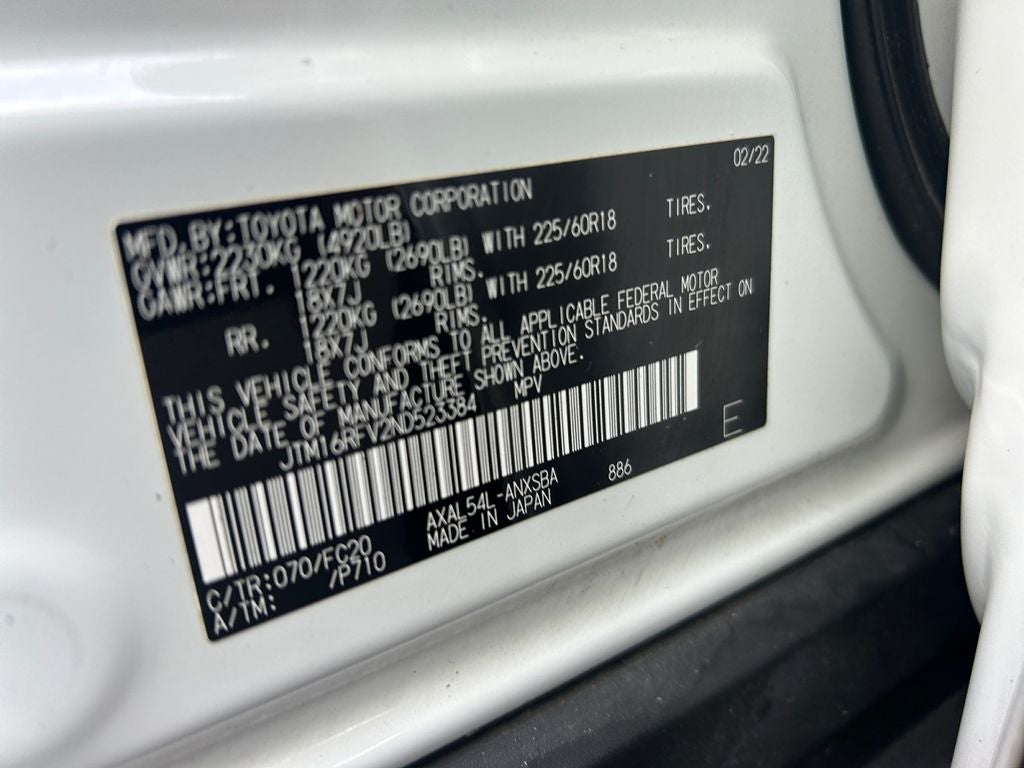 02/22
MFD.BY:TOYOTA MOTOR CORPORATION
GVWR:2230KG (4920LB)
GAWR:FRT. 1220KG (2690LB) WITH 225/60R18 TIRES.
18X7J RIMS.
RR. 1220KG (2690LB) WITH 225/60R18 TIRES.
18X7J RIMS.
THIS VEHICLE CONFORMS TO ALL APPLICABLE FEDERAL MOTOR
VEHICLE SAFETY AND THEFT PREVENTION STANDARDS IN EFFECT ON
THE DATE OF MANUFACTURE SHOWN ABOVE.
JTM16RFV2ND523384 MPV
E
AXAL54L-ANXSBA 886
MADE IN JAPAN
C/TR:070/FC20
A/TM: /P710